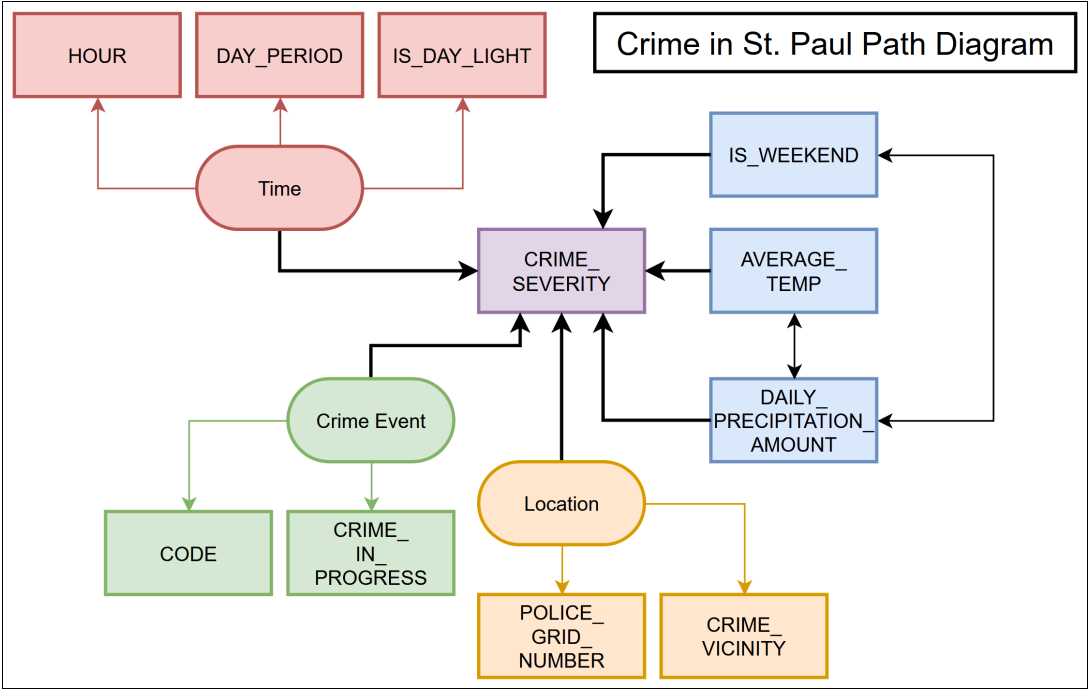 HOUR
DAY_PERIOD
IS_DAY_LIGHT
Crime in St. Paul Path Diagram
IS_WEEKEND
Time
CRIME_
SEVERITY
AVERAGE_
TEMP
Crime Event
DAILY_
PRECIPITATION_
AMOUNT
Location
CODE
CRIME_
IN_
PROGRESS
POLICE_
GRID_
NUMBER
CRIME_
VICINITY